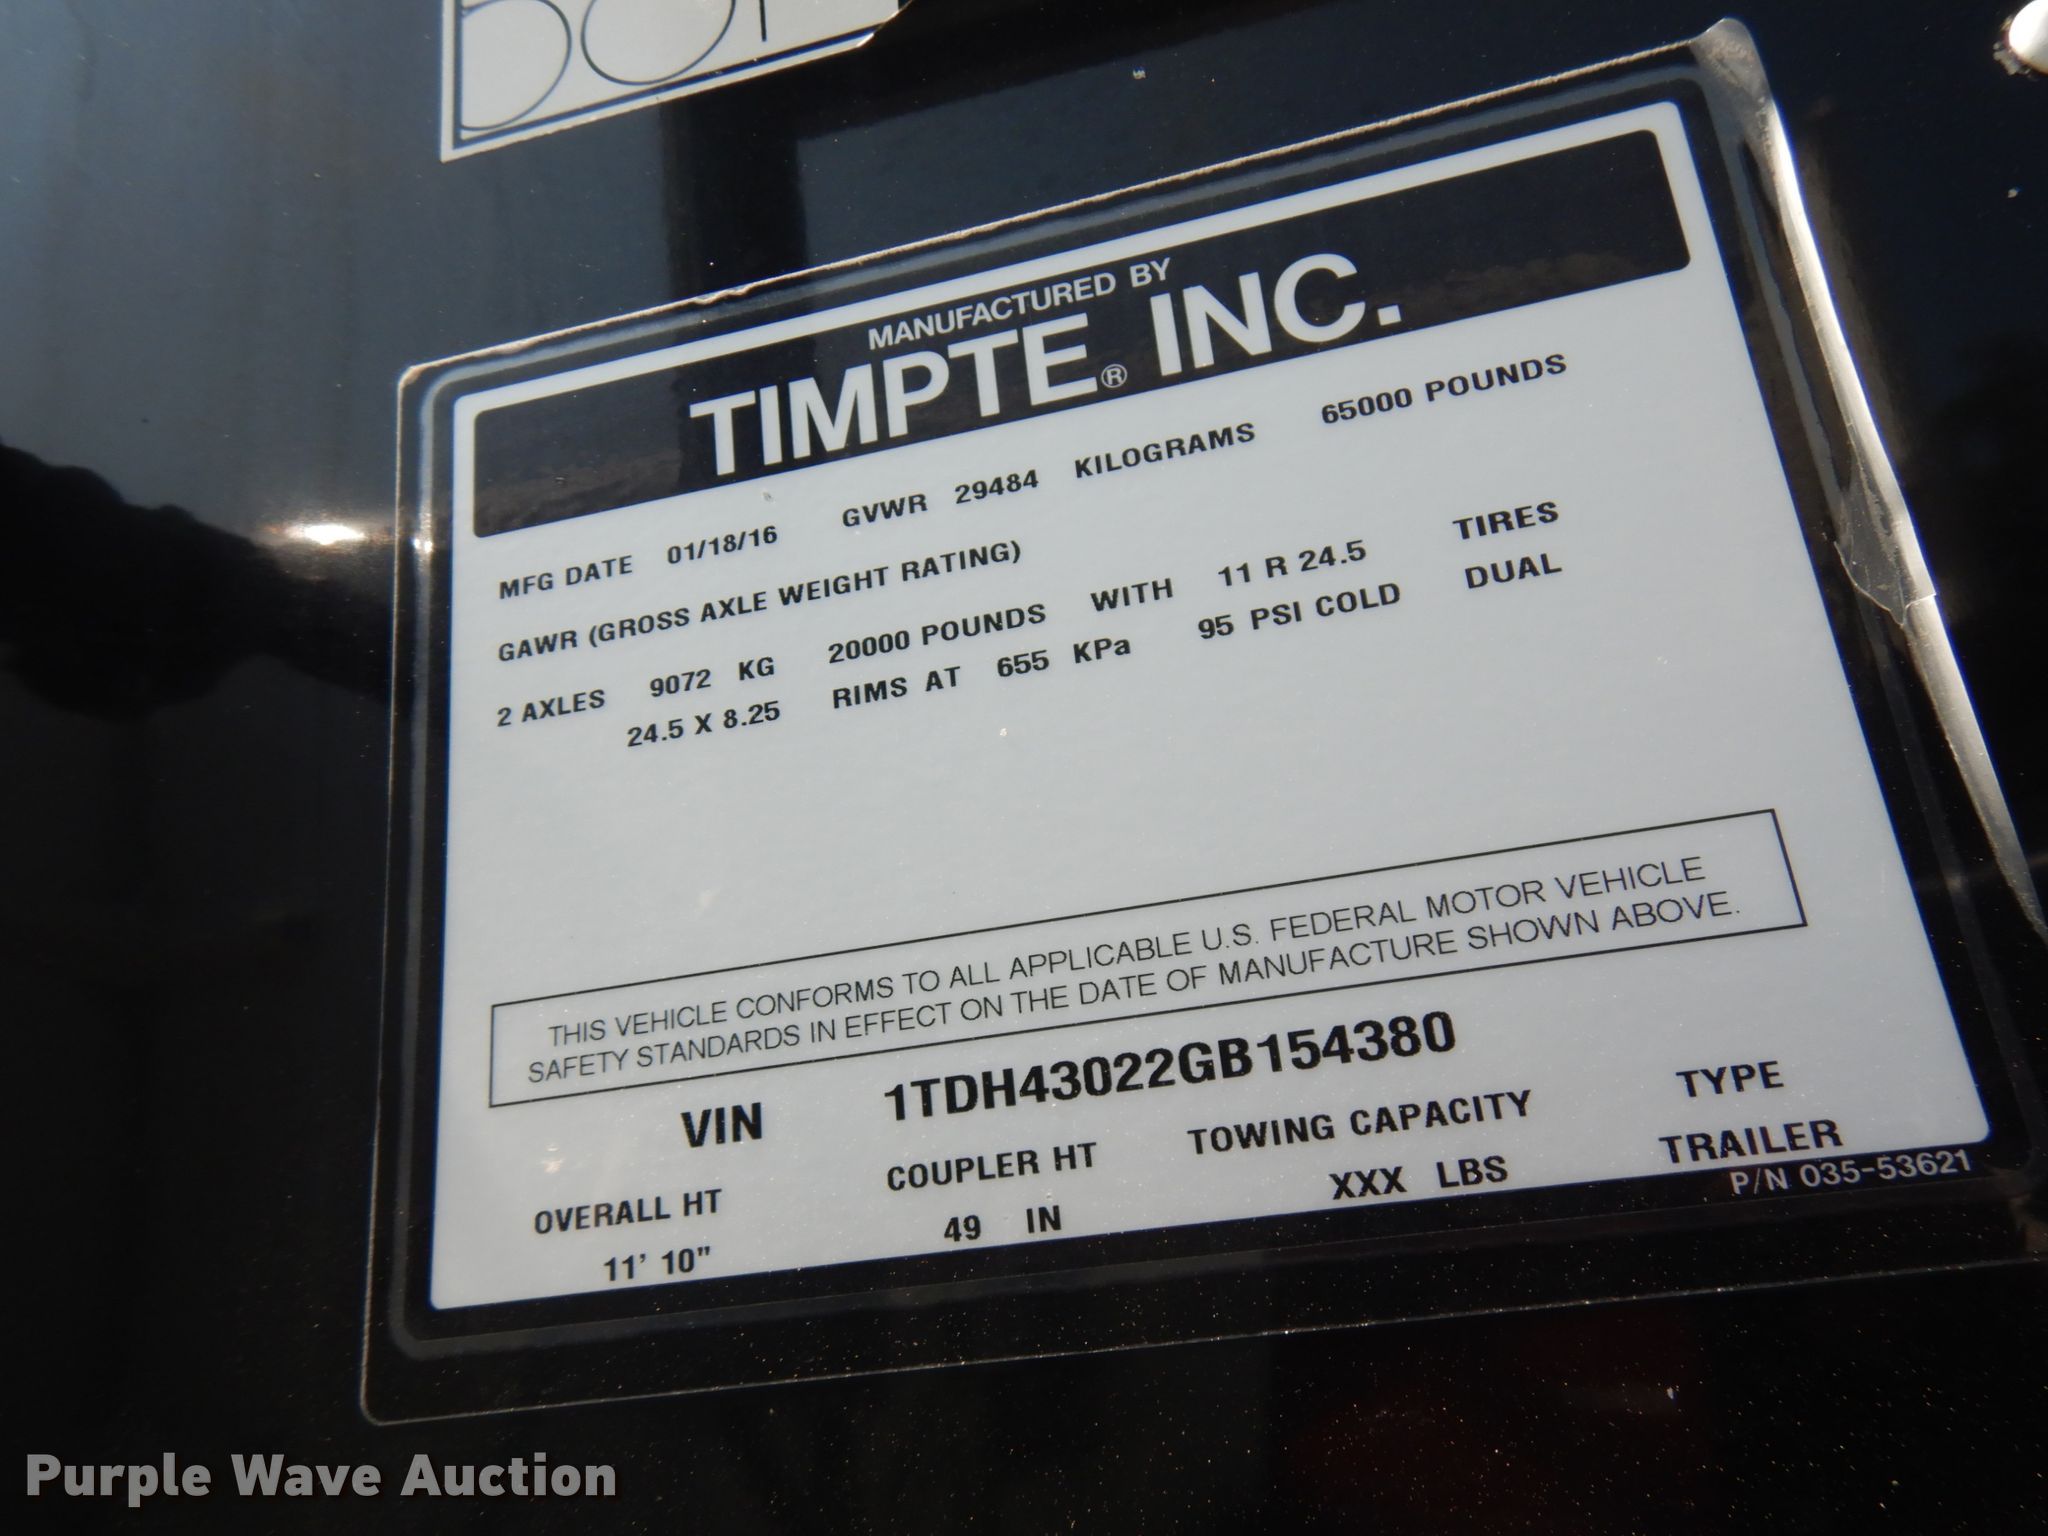 DOT
MANUFACTURED BY
TIMPTE® INC.
MFG DATE 01/18/16 GVWR 29484 KILOGRAMS 65000 POUNDS
GAWR (GROSS AXLE WEIGHT RATING)
2 AXLES 9072 KG 20000 POUNDS WITH 11 R 24.5 TIRES
24.5 X 8.25 RIMS AT 655 KPa 95 PSI COLD DUAL
THIS VEHICLE CONFORMS TO ALL APPLICABLE U.S. FEDERAL MOTOR VEHICLE
SAFETY STANDARDS IN EFFECT ON THE DATE OF MANUFACTURE SHOWN ABOVE.
VIN 1TDH43022GB154380
OVERALL HT COUPLER HT TOWING CAPACITY TYPE
11' 10" 49 IN XXX LBS TRAILER
P/N 035-53621
Purple Wave Auction